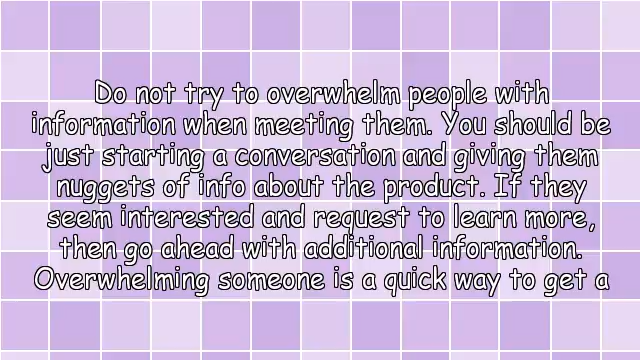 Do not try to overwhelm people with
information when meeting them. You should be
just starting a conversation and giving them
nuggets of info about the product. If they
seem interested and request to learn more,
then go ahead with additional information.
Overwhelming someone is a quick way to get a